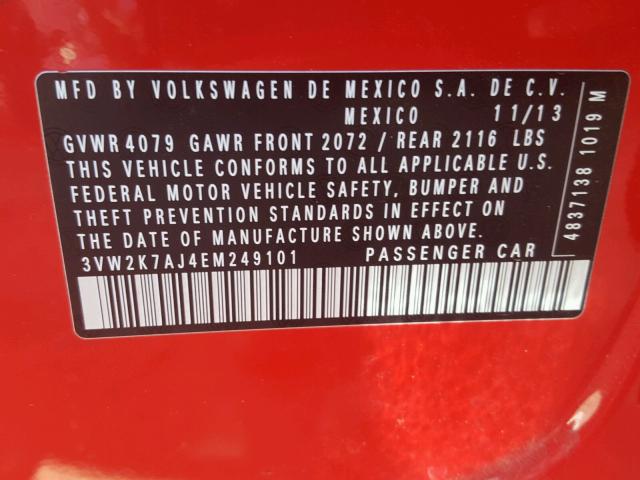 MFD BY VOLKSWAGEN DE MEXICO S.A. DE C.V.
MEXICO 11/13
GVWR 4079 GAWR FRONT 2072 / REAR 2116 LBS
THIS VEHICLE CONFORMS TO ALL APPLICABLE U.S.
FEDERAL MOTOR VEHICLE SAFETY, BUMPER AND
THEFT PREVENTION STANDARDS IN EFFECT ON
THE DATE OF MANUFACTURE SHOWN ABOVE.
3VW2K7AJ4EM249101 PASSENGER CAR
48371138 1019 M